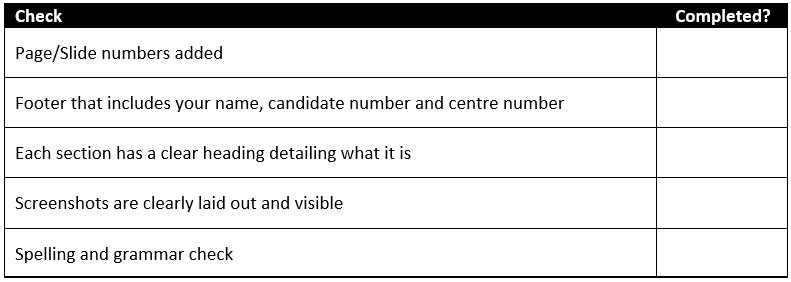 Check Completed?
Page/Slide numbers added
Footer that includes your name, candidate number and centre number
Each section has a clear heading detailing what it is
Screenshots are clearly laid out and visible
Spelling and grammar check